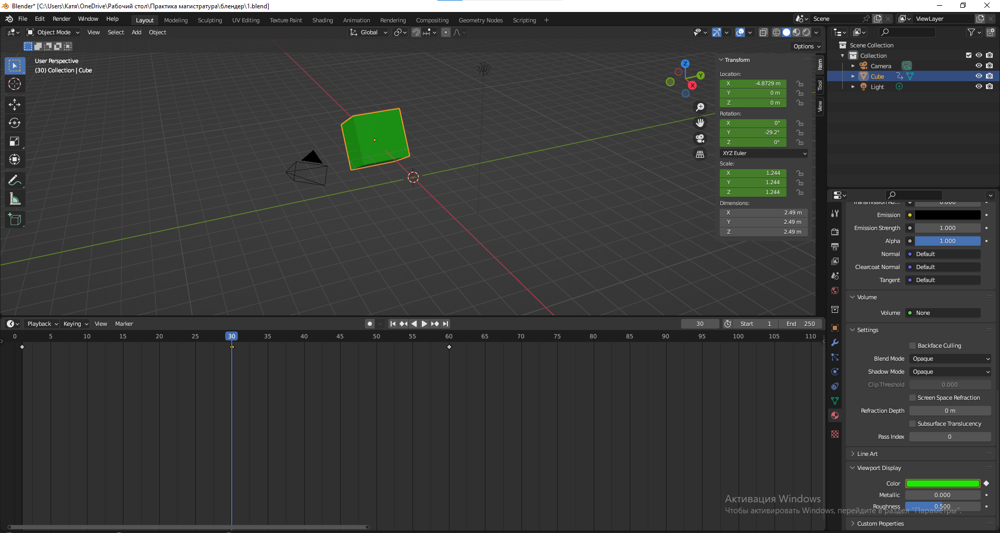 Blender* [C:\Users\Катя\OneDrive\Рабочий стол\Практика магистратура\блендер\1.blend]
File Edit Render Window Help Layout Modeling Sculpting UV Editing Texture Paint Shading Animation Rendering Compositing Geometry Nodes Scripting + Scene ViewLayer
Object Mode View Select Add Object Global
Options
User Perspective
(30) Collection | Cube
Z
Y
X
Transform
Location:
X -4.8729 m
Y 0 m
Z 0 m
Rotation:
X 0°
Y -29.2°
Z 0°
XYZ Euler
Scale:
X 1.244
Y 1.244
Z 1.244
Dimensions:
X 2.49 m
Y 2.49 m
Z 2.49 m
Item
Tool
View
Scene Collection
Collection
Camera
Cube
Light
0.000
Emission
Emission Strength 1.000
Alpha 1.000
Normal Default
Clearcoat Normal Default
Tangent Default
Volume
Volume None
Settings
Backface Culling
Blend Mode Opaque
Shadow Mode Opaque
Clip Threshold 0.000
Screen Space Refraction
Refraction Depth 0 m
Subsurface Translucency
Pass Index 0
Line Art
Viewport Display
Color
Metallic 0.000
Roughness 0.500
Custom Properties
Playback Keying View Marker 30 Start 1 End 250
0 5 10 15 20 25 30 35 40 45 50 55 60 65 70 75 80 85 90 95 100 105 110
Активация Windows
Чтобы активировать Windows, перейдите в раздел "Параметры".